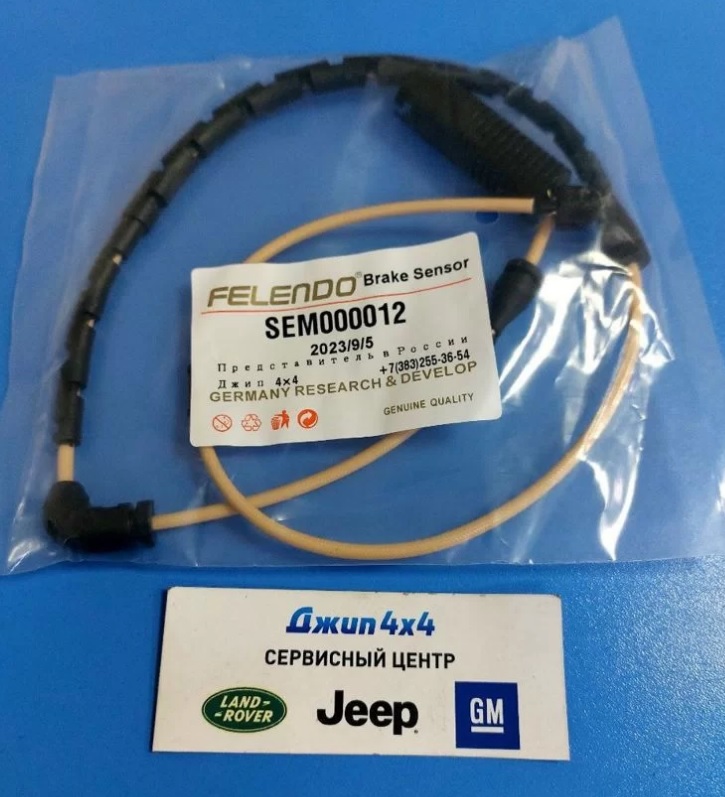 FELENDO® Brake Sensor
SEM000012
2023/9/5
Представитель в России
Джип 4×4 +7(383)255-36-54
GERMANY RESEARCH & DEVELOP
GENUINE QUALITY
Джип 4x4
СЕРВИСНЫЙ ЦЕНТР
LAND-
-ROVER
Jeep
GM